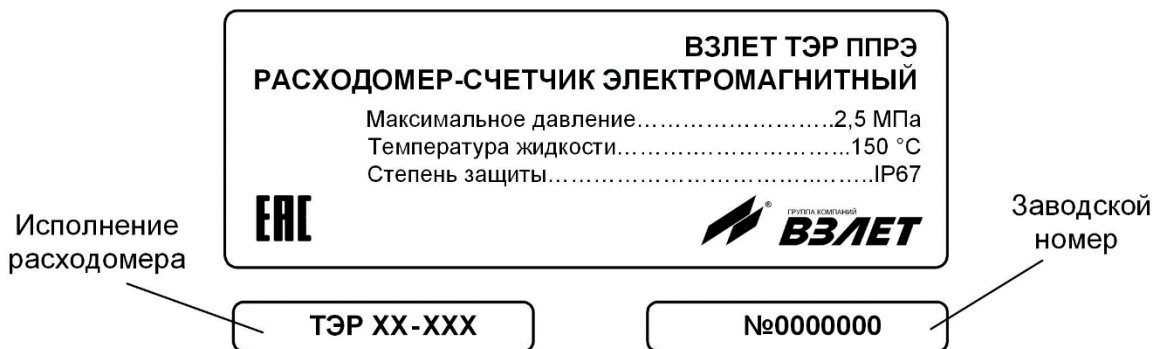 ВЗЛЕТ ТЭР ППРЭ
РАСХОДОМЕР-СЧЕТЧИК ЭЛЕКТРОМАГНИТНЫЙ
Максимальное давление..............................2,5 МПа
Температура жидкости..............................150 °С
Степень защиты..........................................IP67
ЕАС
ГРУППА КОМПАНИЙ
ВЗЛЕТ®
Исполнение
расходомера
Заводской
номер
ТЭР ХХ-ХХХ
№0000000